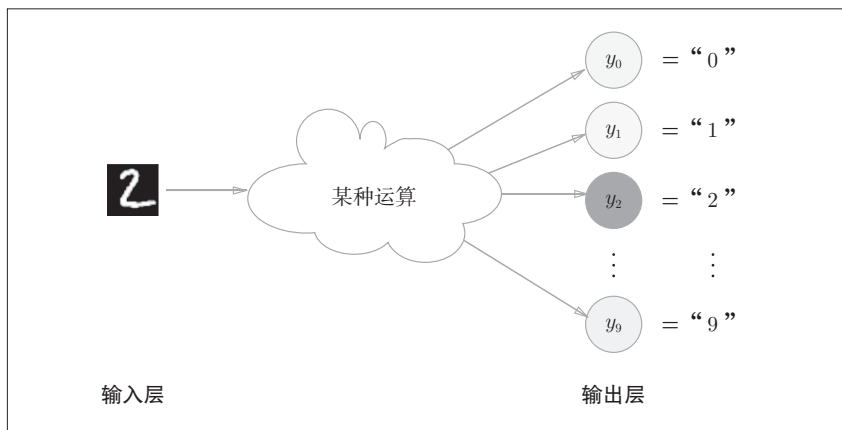 y₀ = “0”
y₁ = “1”
2 某种运算 y₂ = “2”
⋮ ⋮
y₉ = “9”
输入层 输出层